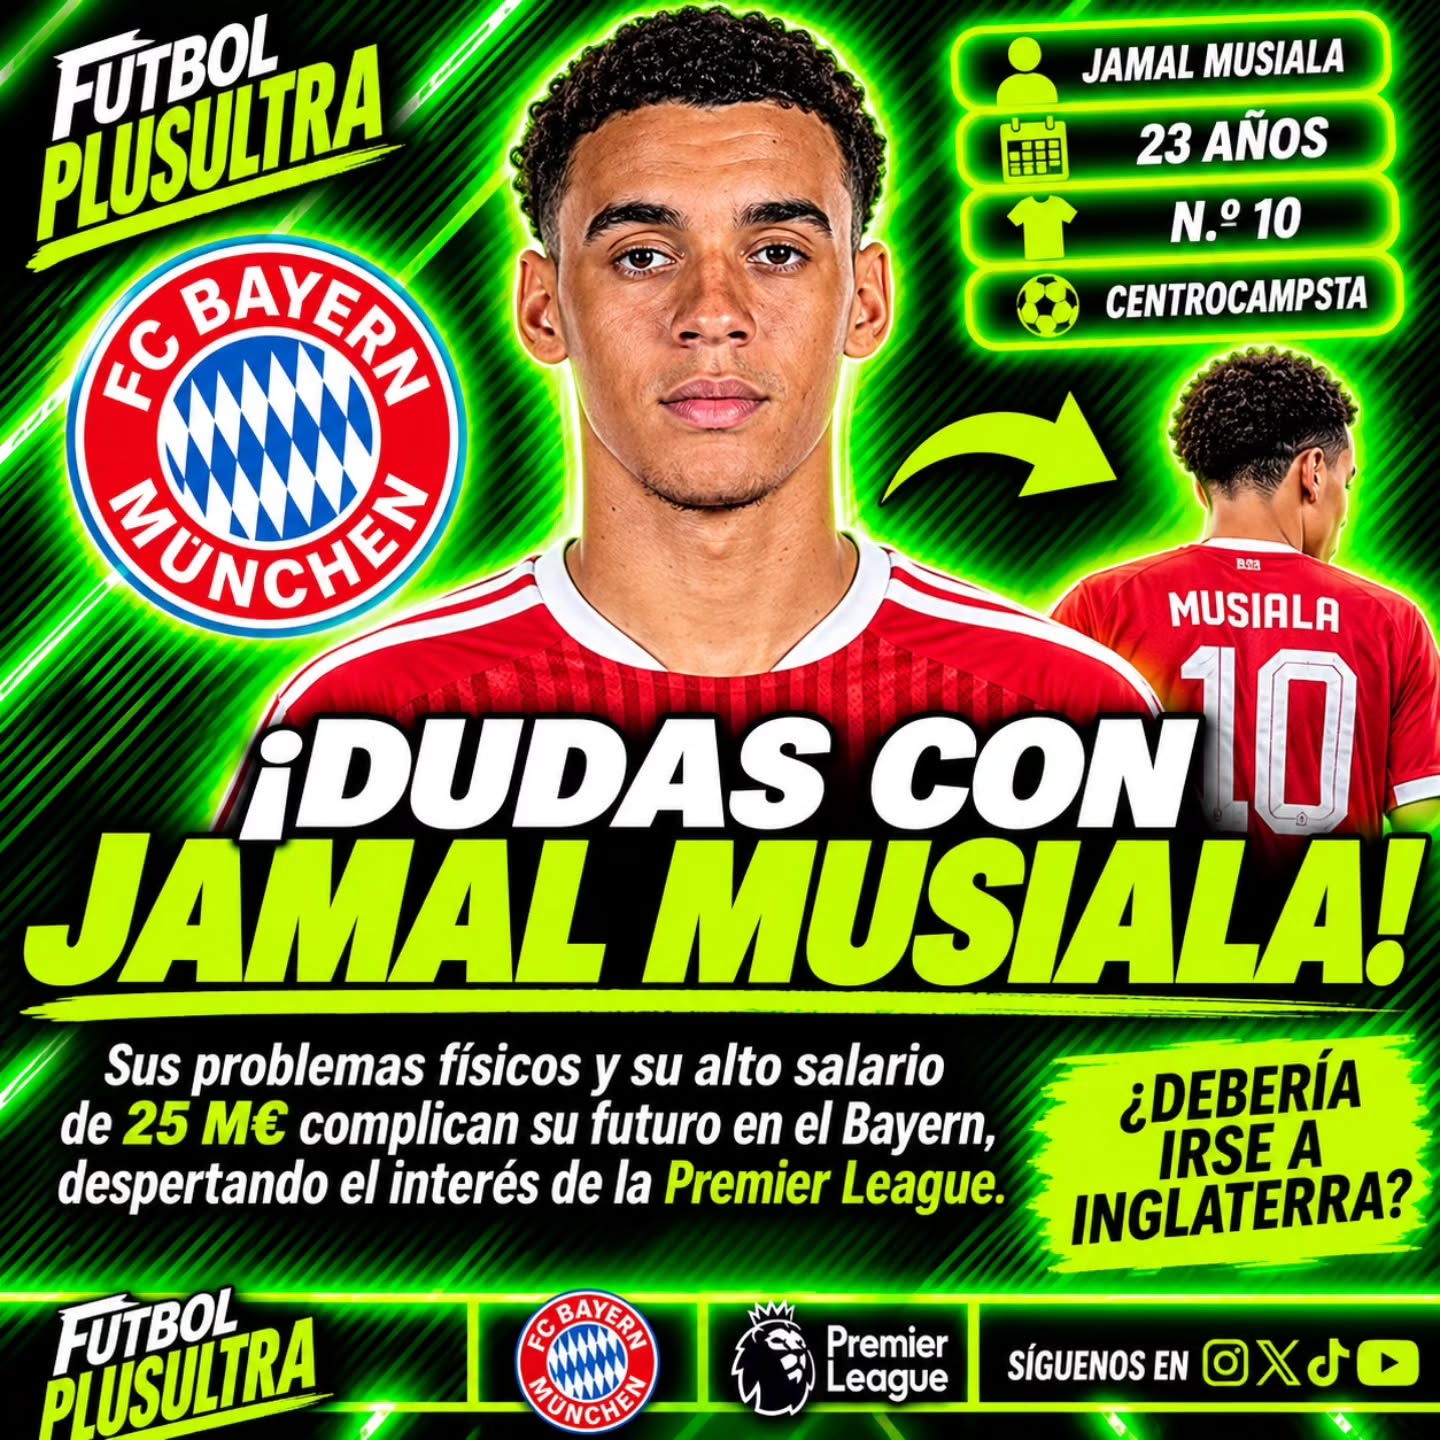 FUTBOL
PLUSULTRA
FC BAYERN
MÜNCHEN
JAMAL MUSIALA
23 AÑOS
N.º 10
CENTROCAMPSTA
MUSIALA
10
¡DUDAS CON
JAMAL MUSIALA!
Sus problemas físicos y su alto salario
de 25 M€ complican su futuro en el Bayern,
despertando el interés de la Premier League.
¿DEBERÍA
IRSE A
INGLATERRA?
FUTBOL
PLUSULTRA
FC BAYERN
MÜNCHEN
Premier
League
SÍGUENOS EN